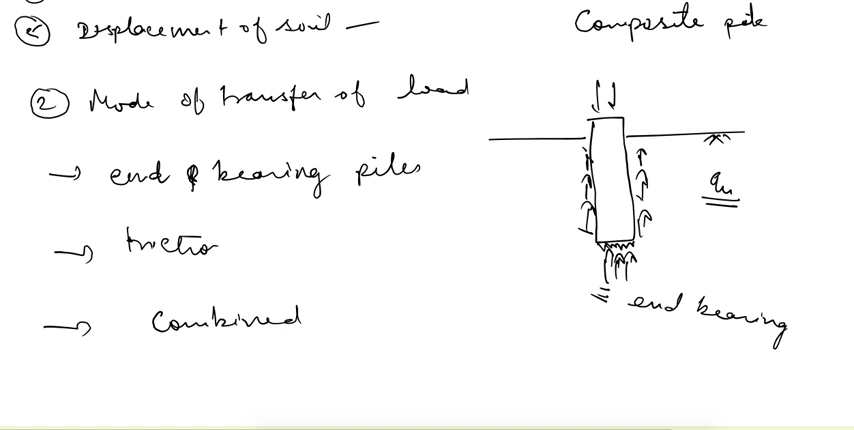 Displacement of soil —
Composite pile
② Mode of transfer of load
→ end bearing piles
→ friction
→ Combined
qu
end bearing